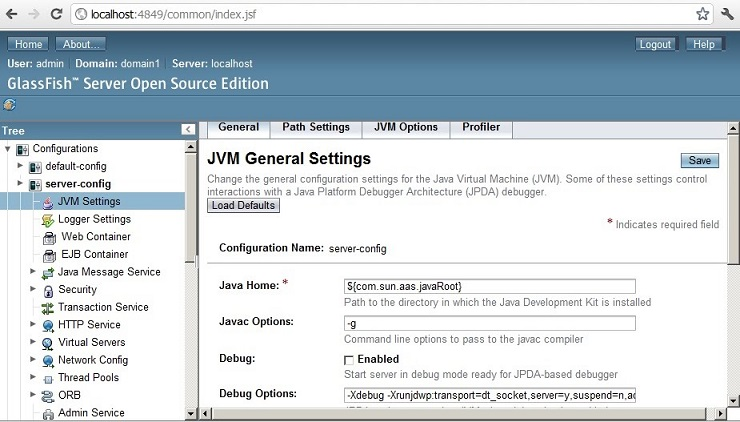 localhost:4849/common/index.jsf
Home About... Logout Help
User: admin Domain: domain1 Server: localhost
GlassFish™ Server Open Source Edition
Tree
Configurations
default-config
server-config
JVM Settings
Logger Settings
Web Container
EJB Container
Java Message Service
Security
Transaction Service
HTTP Service
Virtual Servers
Network Config
Thread Pools
ORB
Admin Service
General Path Settings JVM Options Profiler
JVM General Settings
Save
Change the general configuration settings for the Java Virtual Machine (JVM). Some of these settings control
interactions with a Java Platform Debugger Architecture (JPDA) debugger.
Load Defaults
* Indicates required field
Configuration Name: server-config
Java Home: * ${com.sun.aas.javaRoot}
Path to the directory in which the Java Development Kit is installed
Javac Options: -g
Command line options to pass to the javac compiler
Debug: Enabled
Start server in debug mode ready for JPDA-based debugger
Debug Options: -Xdebug -Xrunjdwp:transport=dt_socket,server=y,suspend=n,ac